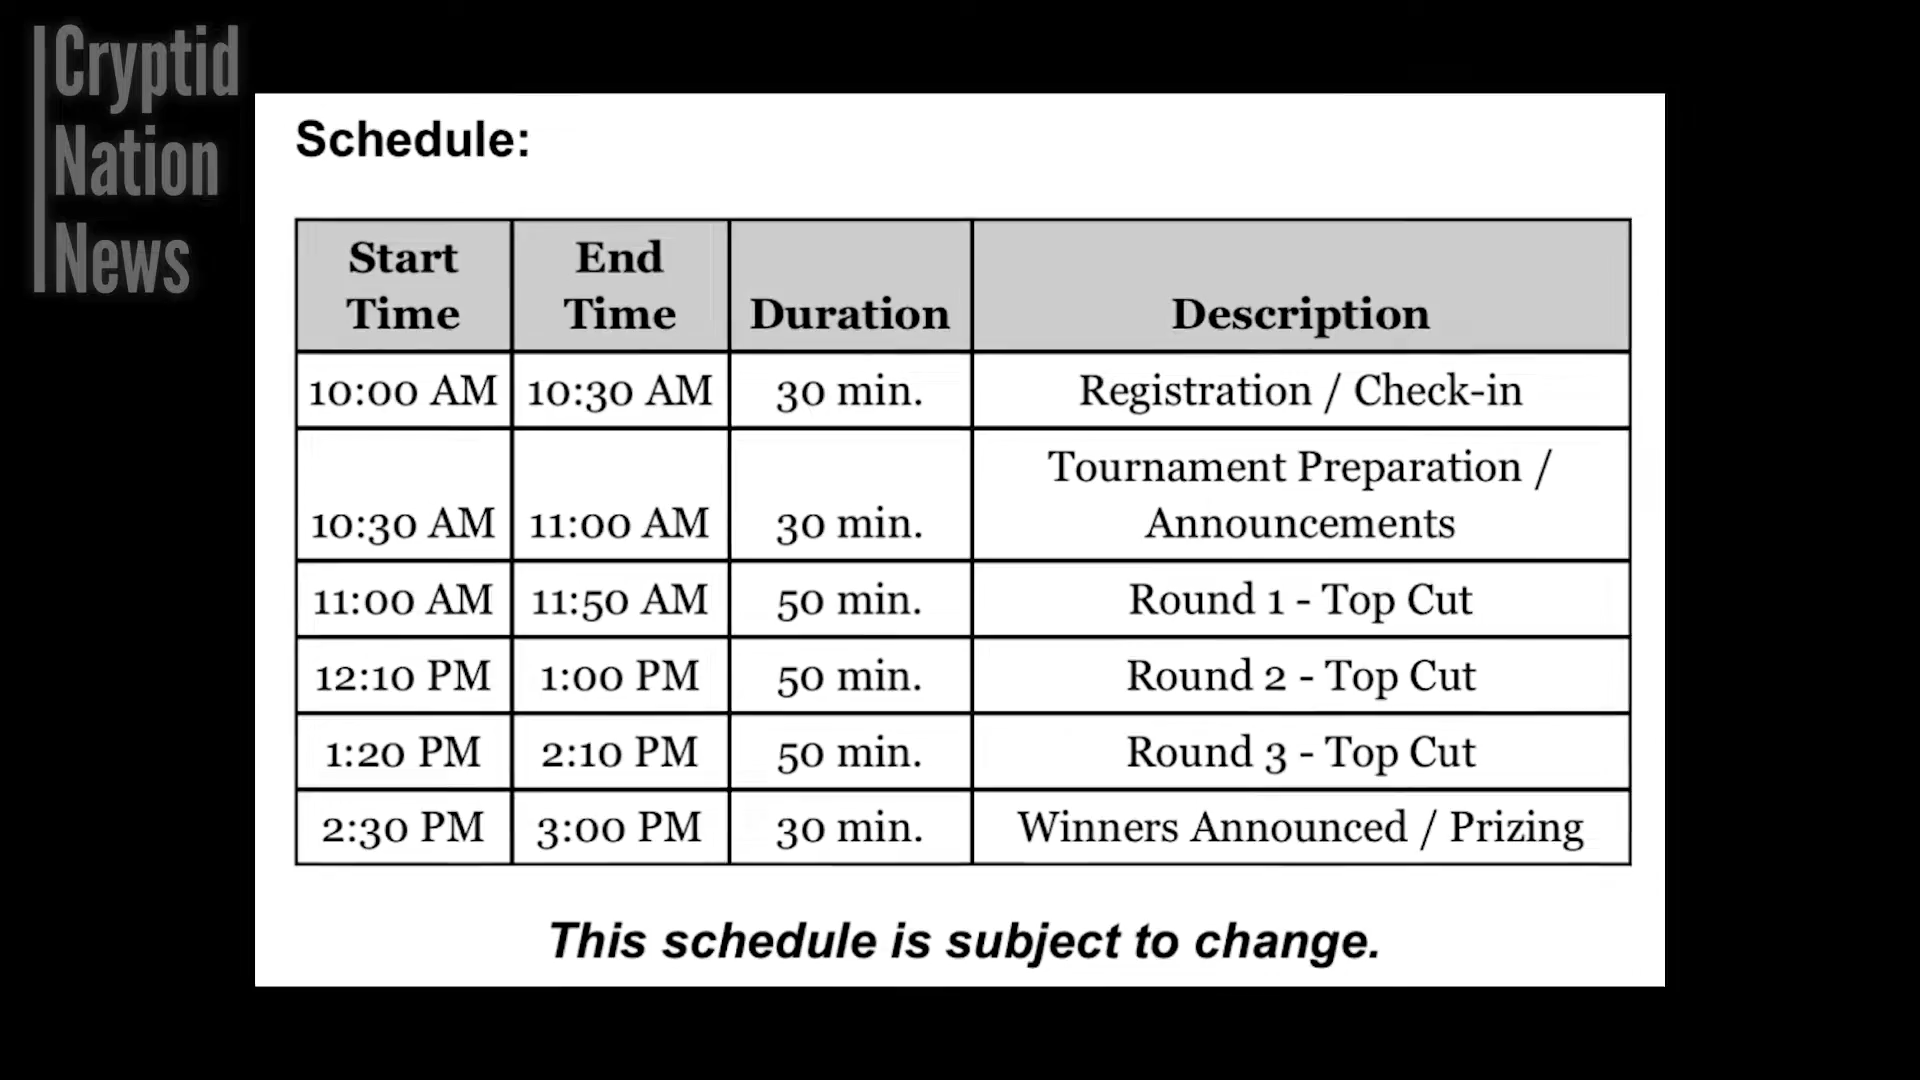 Cryptid
Nation
News
Schedule:
Start Time End Time Duration Description
10:00 AM 10:30 AM 30 min. Registration / Check-in
10:30 AM 11:00 AM 30 min. Tournament Preparation / Announcements
11:00 AM 11:50 AM 50 min. Round 1 - Top Cut
12:10 PM 1:00 PM 50 min. Round 2 - Top Cut
1:20 PM 2:10 PM 50 min. Round 3 - Top Cut
2:30 PM 3:00 PM 30 min. Winners Announced / Prizing
This schedule is subject to change.